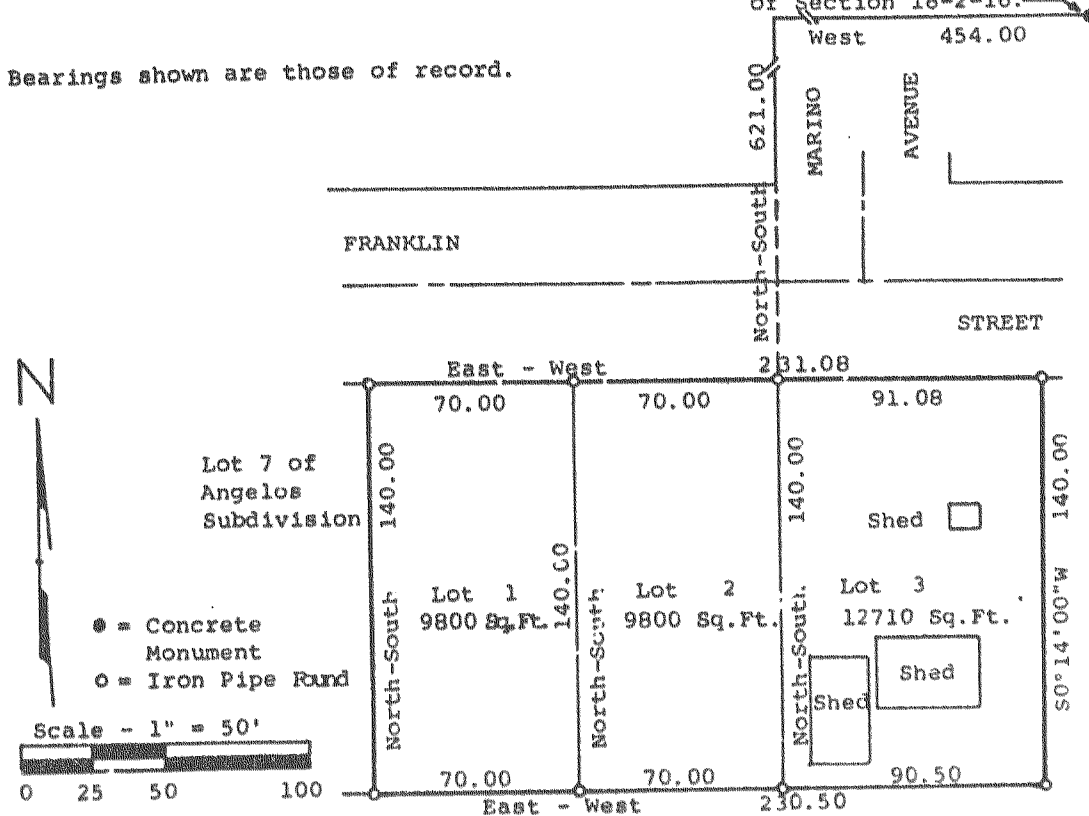 of Section 18-2-16.
West 454.00
Bearings shown are those of record.
621.00
MARINO
AVENUE
North-South
FRANKLIN
STREET
N
East - West 231.08
70.00 70.00 91.08
Lot 7 of
Angelos
Subdivision
140.00
140.00
140.00
140.00
Shed
Lot 1
9800 Sq.Ft.
Lot 2
9800 Sq.Ft.
Lot 3
12710 Sq.Ft.
North-South
North-South
North-South
S0°14'00"W
Shed
Shed
● = Concrete
Monument
o = Iron Pipe Found
Scale - 1" = 50'
0 25 50 100
70.00 70.00 90.50
East - West 230.50